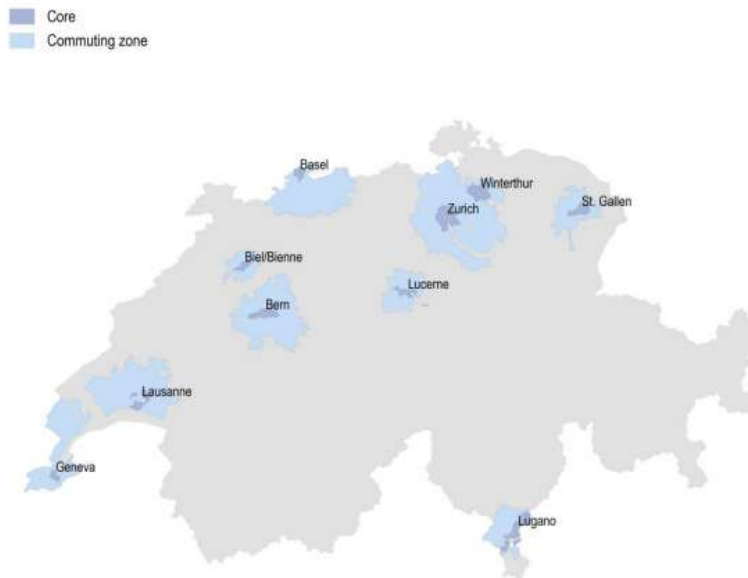 Core
Commuting zone
Basel
Winterthur
Zurich
St. Gallen
Biel/Bienne
Lucerne
Bern
Lausanne
Geneva
Lugano